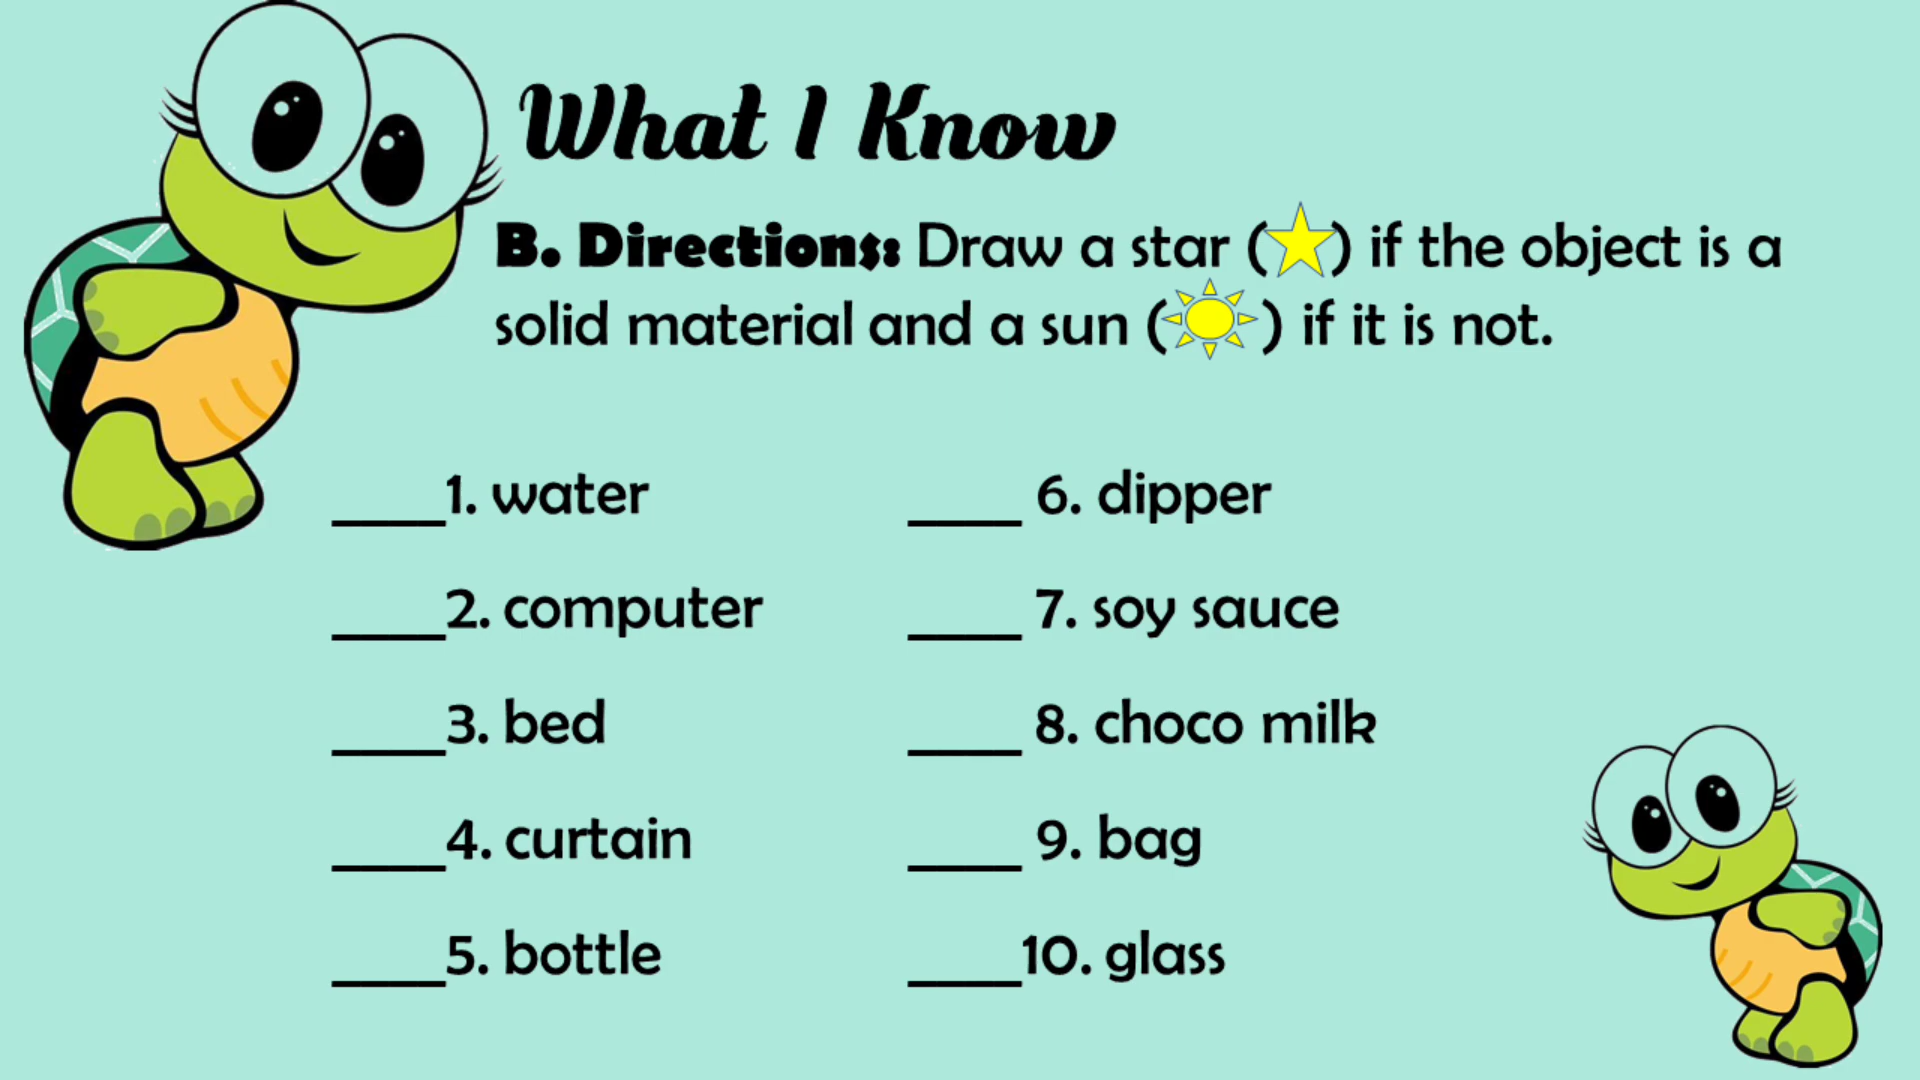 What I Know
B. Directions: Draw a star ( ) if the object is a
solid material and a sun ( ) if it is not.
____1. water
____2. computer
____3. bed
____4. curtain
____5. bottle
____ 6. dipper
____ 7. soy sauce
____ 8. choco milk
____ 9. bag
____10. glass